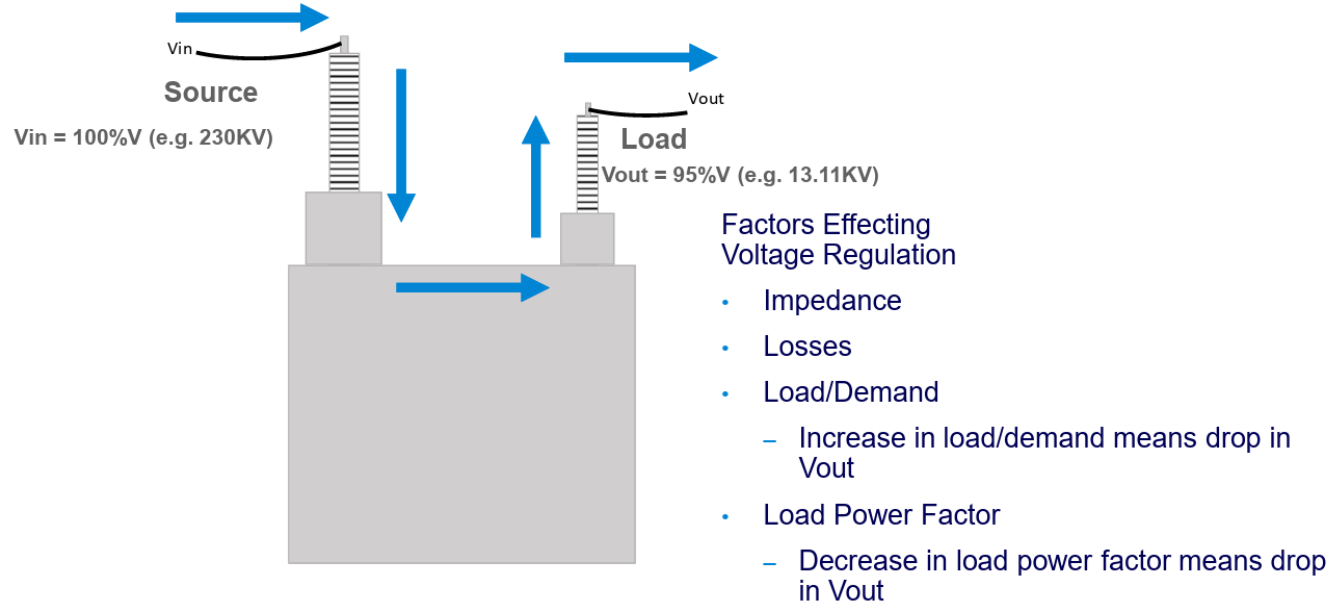 Vin
Source
Vin = 100%V (e.g. 230KV)
Vout
Load
Vout = 95%V (e.g. 13.11KV)
Factors Effecting
Voltage Regulation
• Impedance
• Losses
• Load/Demand
– Increase in load/demand means drop in
Vout
• Load Power Factor
– Decrease in load power factor means drop
in Vout